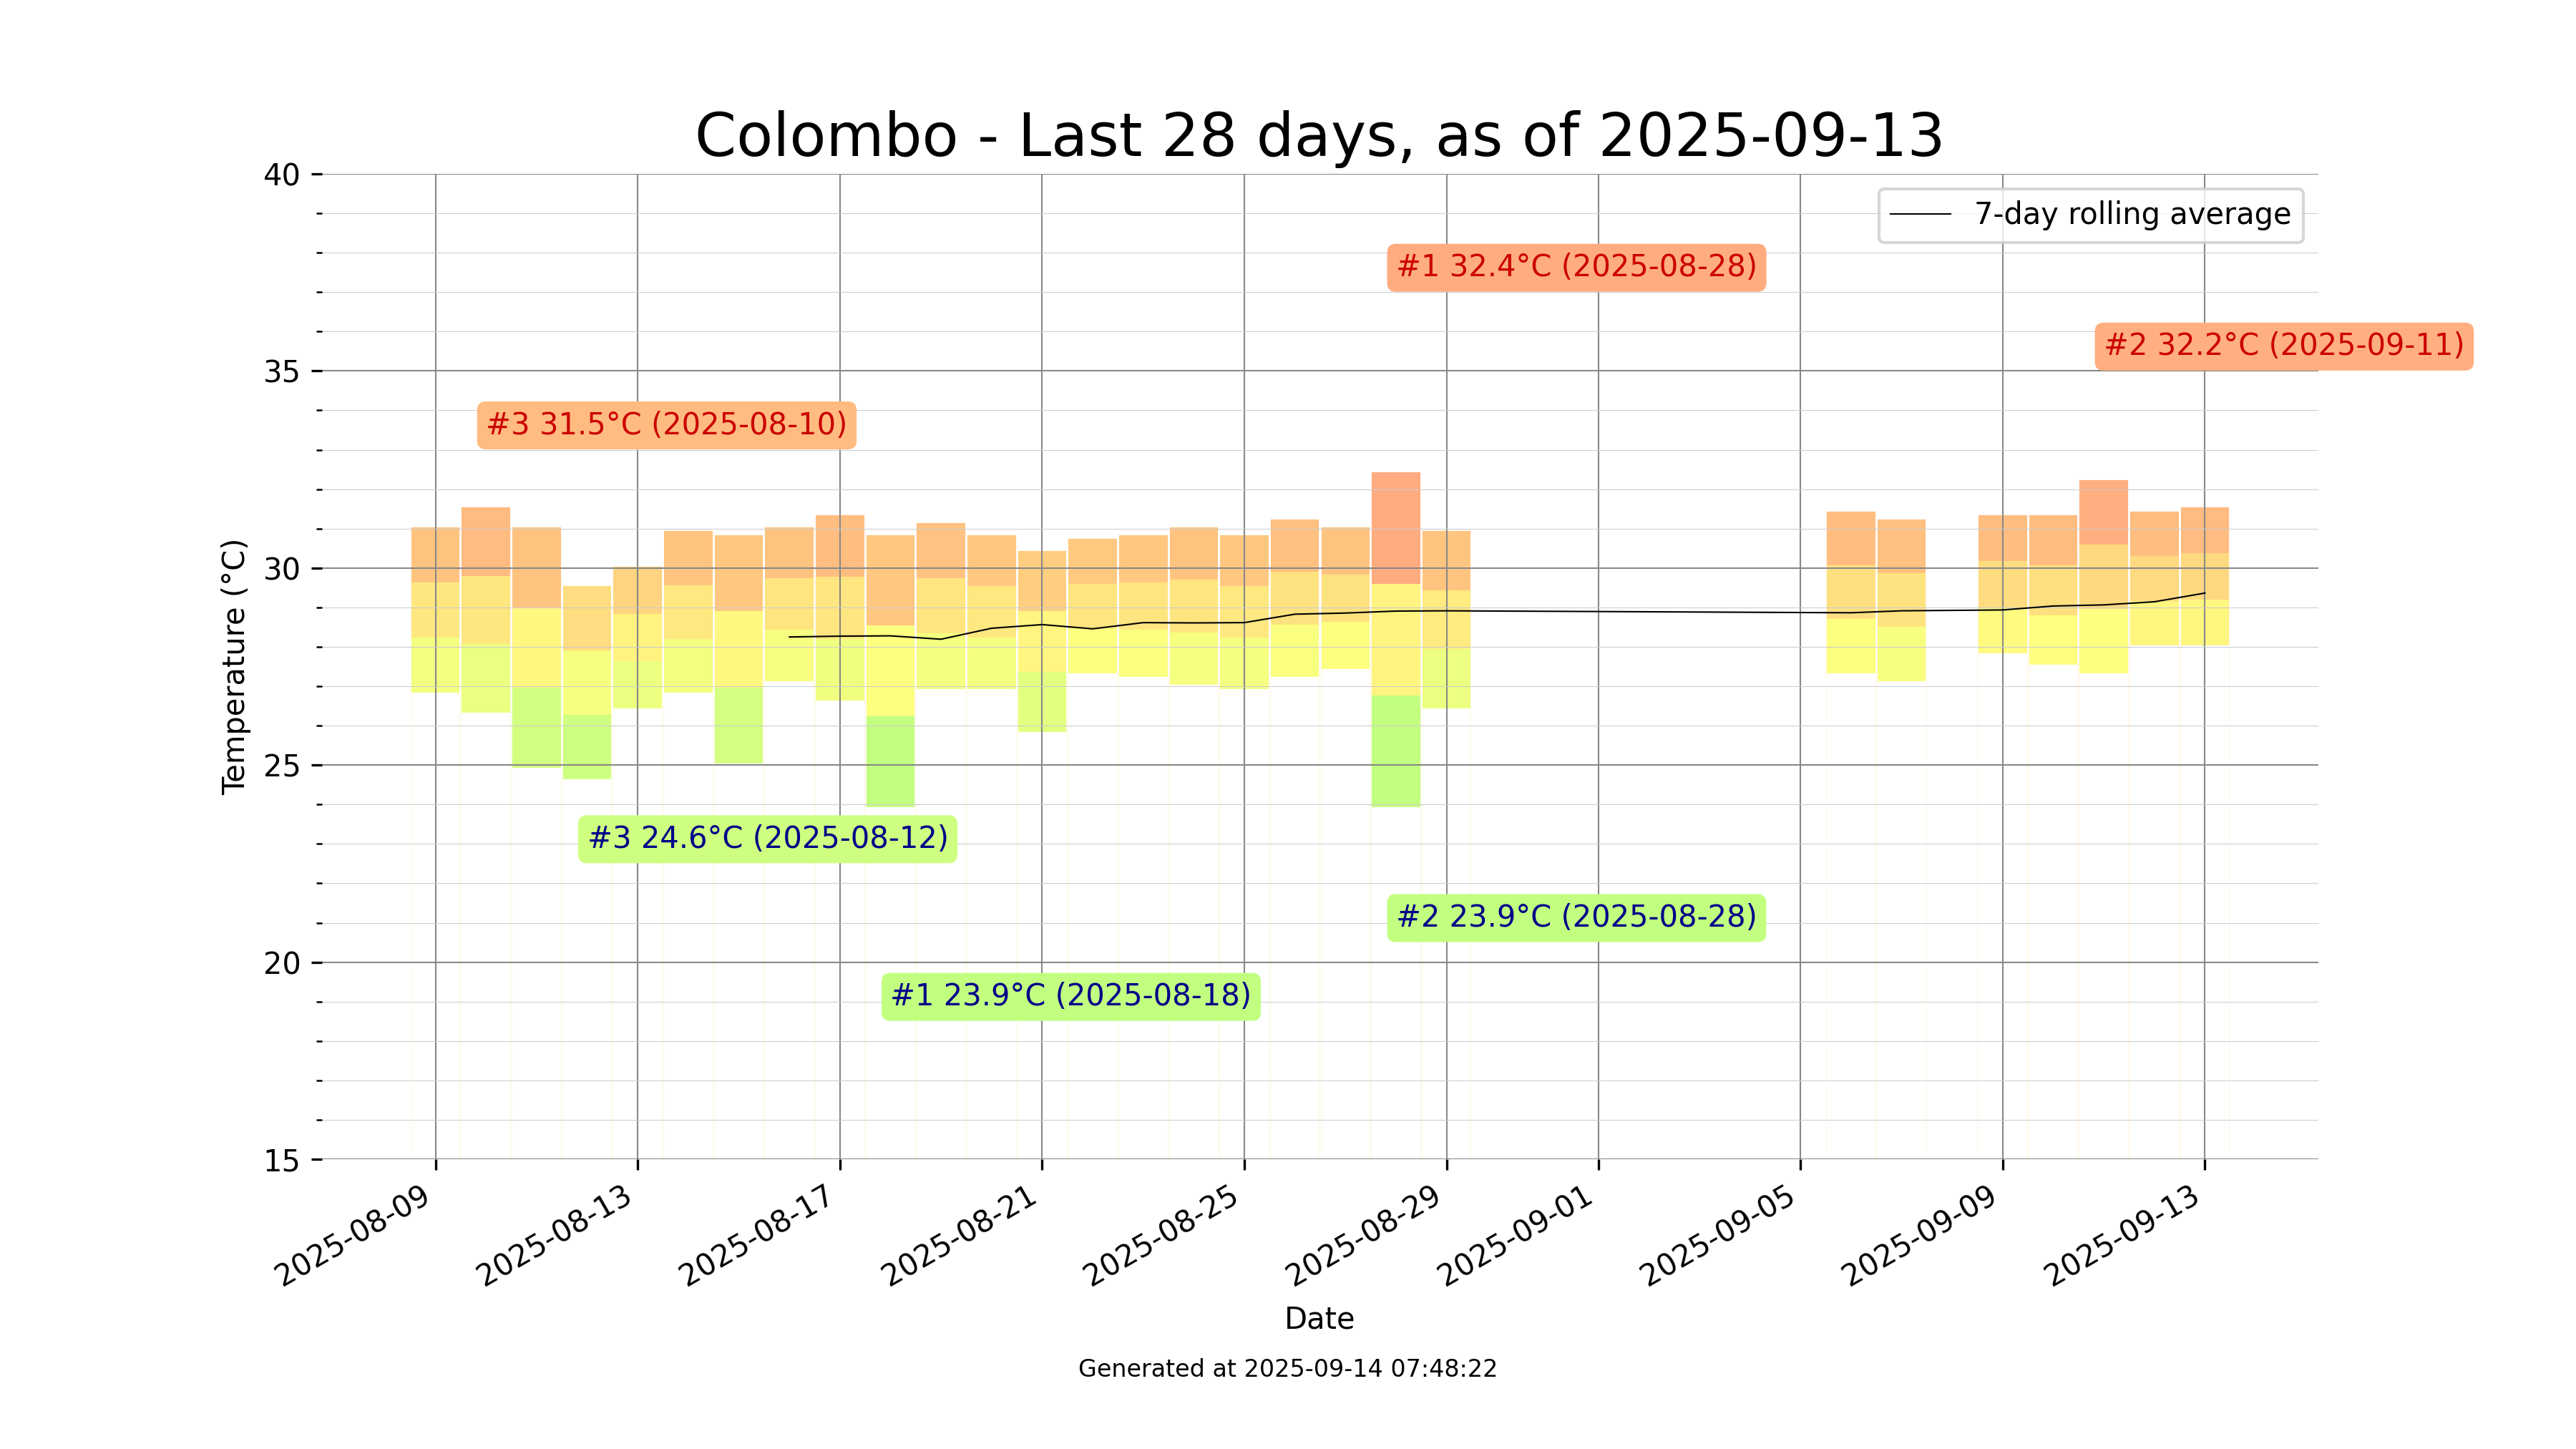 Colombo - Last 28 days, as of 2025-09-13
40
35
30
25
20
15
Temperature (°C)
7-day rolling average
#1 32.4°C (2025-08-28)
#2 32.2°C (2025-09-11)
#3 31.5°C (2025-08-10)
#3 24.6°C (2025-08-12)
#2 23.9°C (2025-08-28)
#1 23.9°C (2025-08-18)
2025-08-09
2025-08-13
2025-08-17
2025-08-21
2025-08-25
2025-08-29
2025-09-01
2025-09-05
2025-09-09
2025-09-13
Date
Generated at 2025-09-14 07:48:22